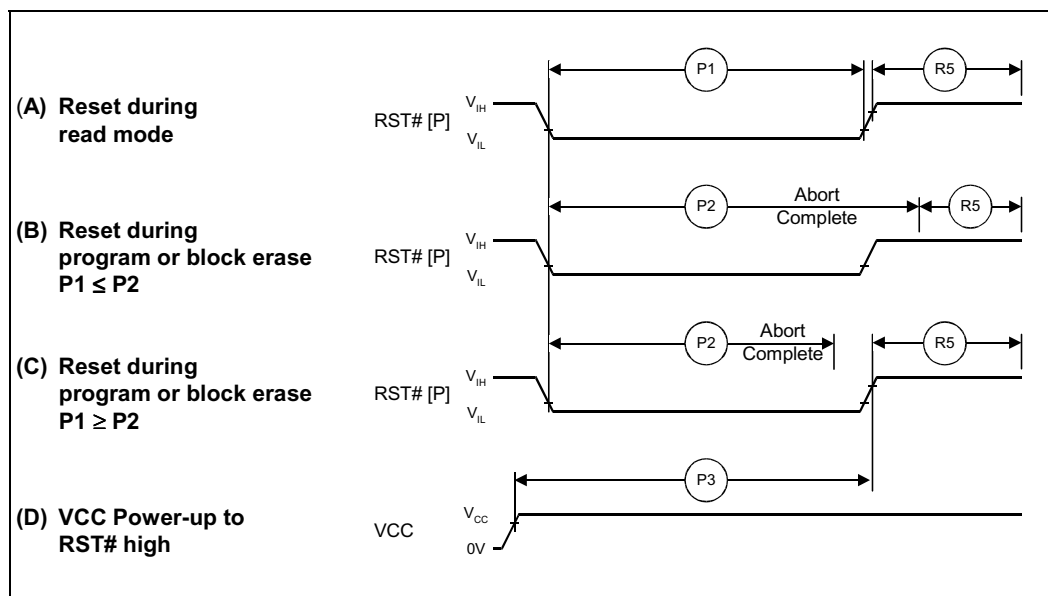 P1
R5
(A) Reset during
read mode
RST# [P]
VIH
VIL
P2
Abort
Complete
R5
(B) Reset during
program or block erase
P1 ≤ P2
RST# [P]
VIH
VIL
P2
Abort
Complete
R5
(C) Reset during
program or block erase
P1 ≥ P2
RST# [P]
VIH
VIL
P3
(D) VCC Power-up to
RST# high
VCC
VCC
0V